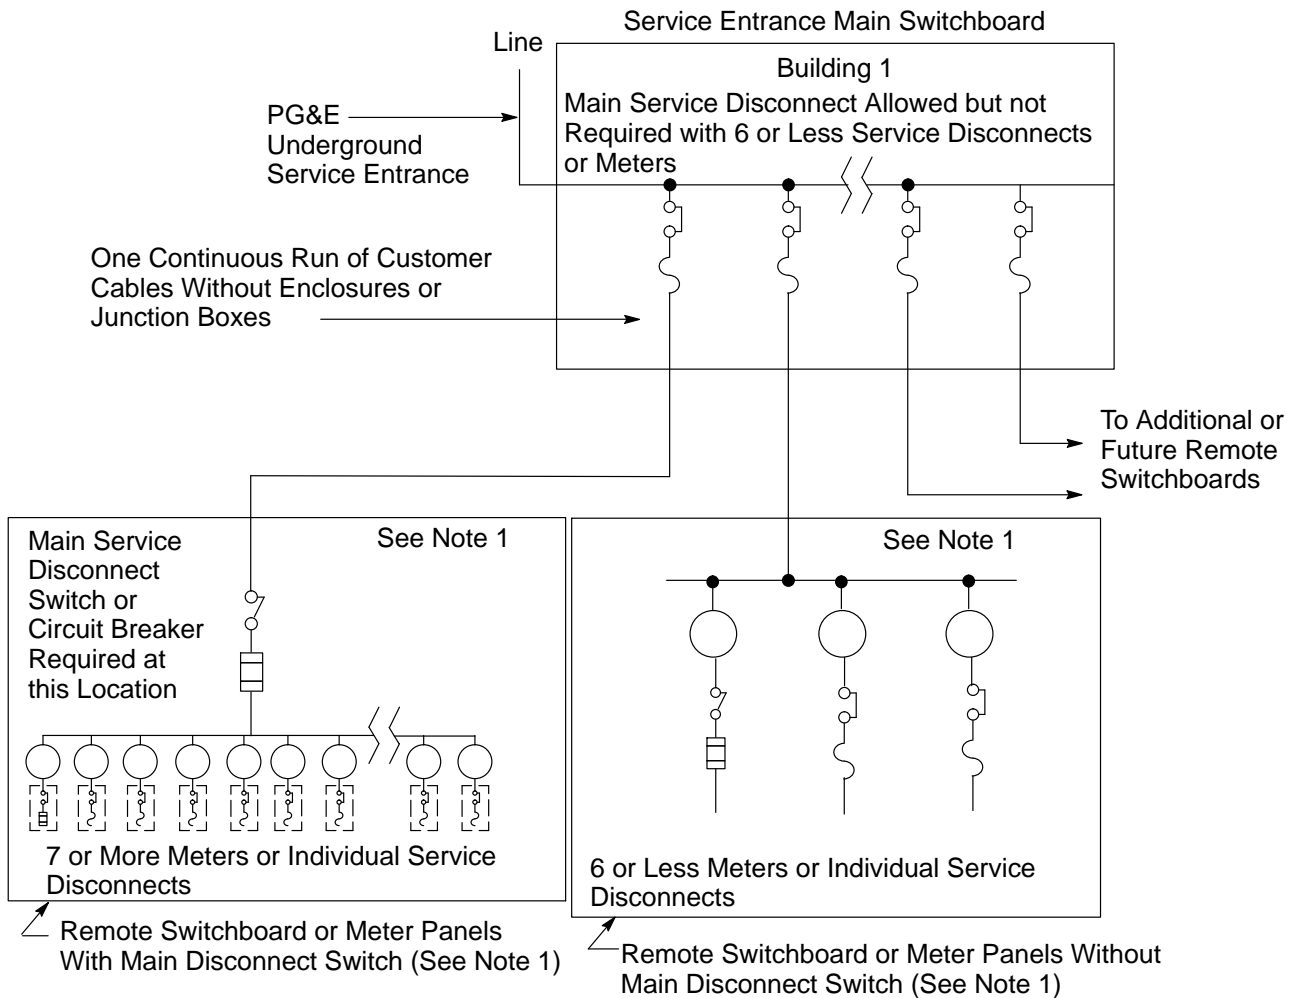 Service Entrance Main Switchboard
Line
Building 1
Main Service Disconnect Allowed but not
Required with 6 or Less Service Disconnects
or Meters
PG&E
Underground
Service Entrance
One Continuous Run of Customer
Cables Without Enclosures or
Junction Boxes
To Additional or
Future Remote
Switchboards
Main Service
Disconnect
Switch or
Circuit Breaker
Required at
this Location
See Note 1
7 or More Meters or Individual Service
Disconnects
Remote Switchboard or Meter Panels
With Main Disconnect Switch (See Note 1)
See Note 1
6 or Less Meters or Individual Service
Disconnects
Remote Switchboard or Meter Panels Without
Main Disconnect Switch (See Note 1)